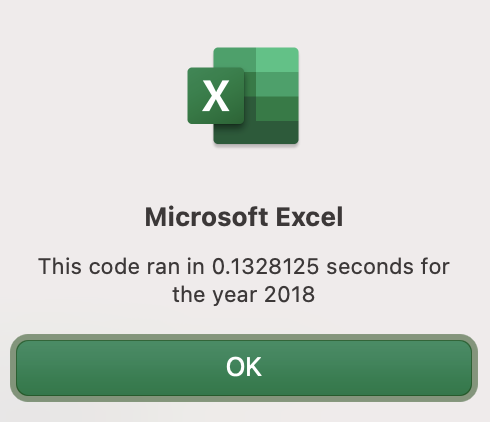 X
Microsoft Excel
This code ran in 0.1328125 seconds for
the year 2018
OK